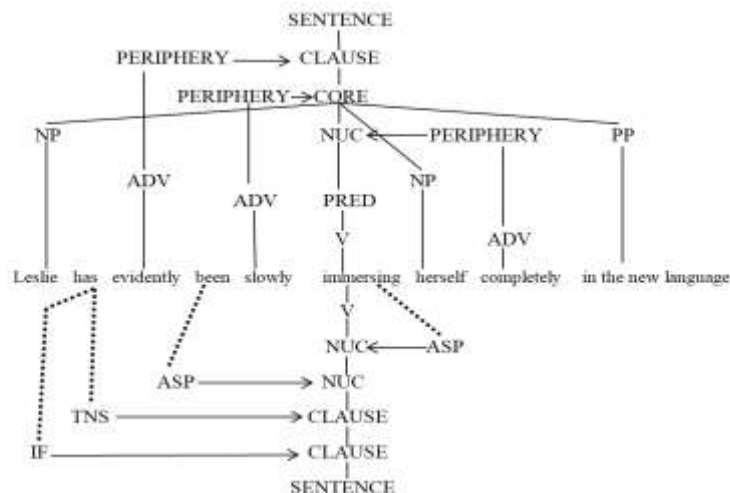 SENTENCE
PERIPHERY CLAUSE
PERIPHERY CORE
NP NUC PERIPHERY PP
ADV NP
ADV PRED
V ADV
Leslie has evidently been slowly immersing herself completely in the new language
V
NUC ASP
ASP NUC
TNS CLAUSE
IF CLAUSE
SENTENCE